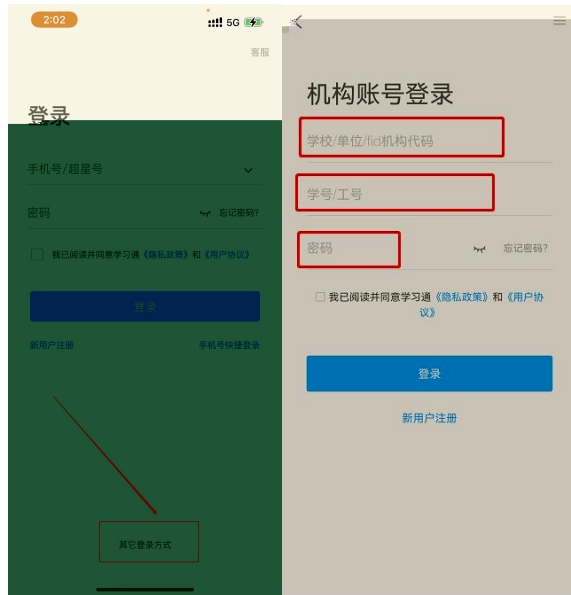 2:02
5G
客服
登录
手机号/超星号
密码
忘记密码?
我已阅读并同意学习通《隐私政策》和《用户协议》
登录
新用户注册
手机号快捷登录
其它登录方式
机构账号登录
学校/单位/fid机构代码
学号/工号
密码
忘记密码?
我已阅读并同意学习通《隐私政策》和《用户协
议》
登录
新用户注册